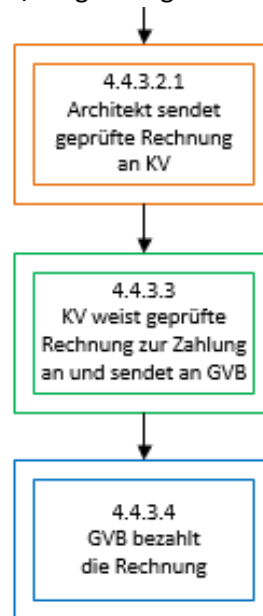 4.4.3.2.1
Architekt sendet
geprüfte Rechnung
an KV
4.4.3.3
KV weist geprüfte
Rechnung zur Zahlung
an und sendet an GVB
4.4.3.4
GVB bezahlt
die Rechnung